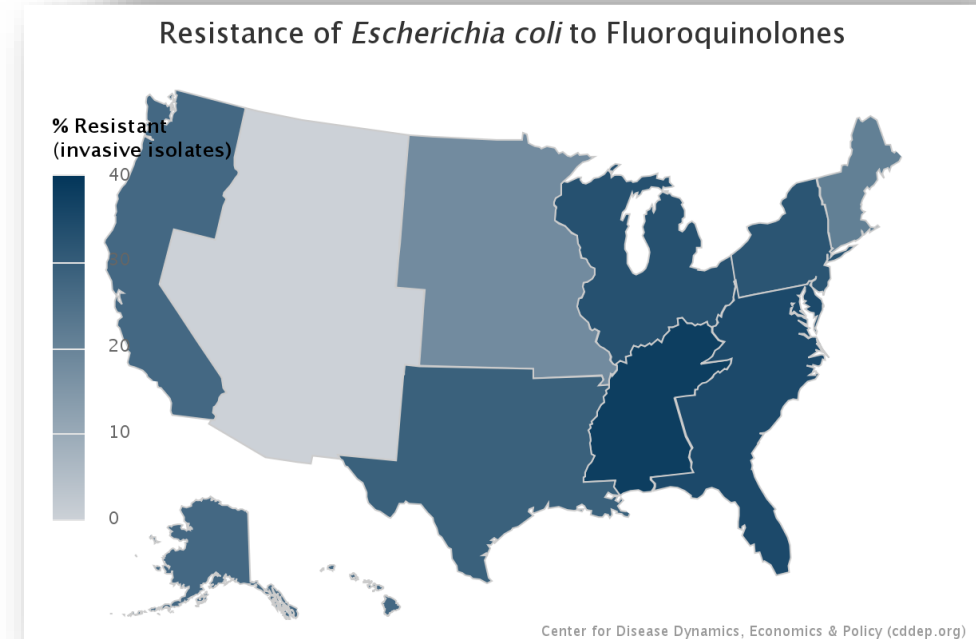 Resistance of Escherichia coli to Fluoroquinolones
% Resistant
(invasive isolates)
40
30
20
10
0
Center for Disease Dynamics, Economics & Policy (cddep.org)